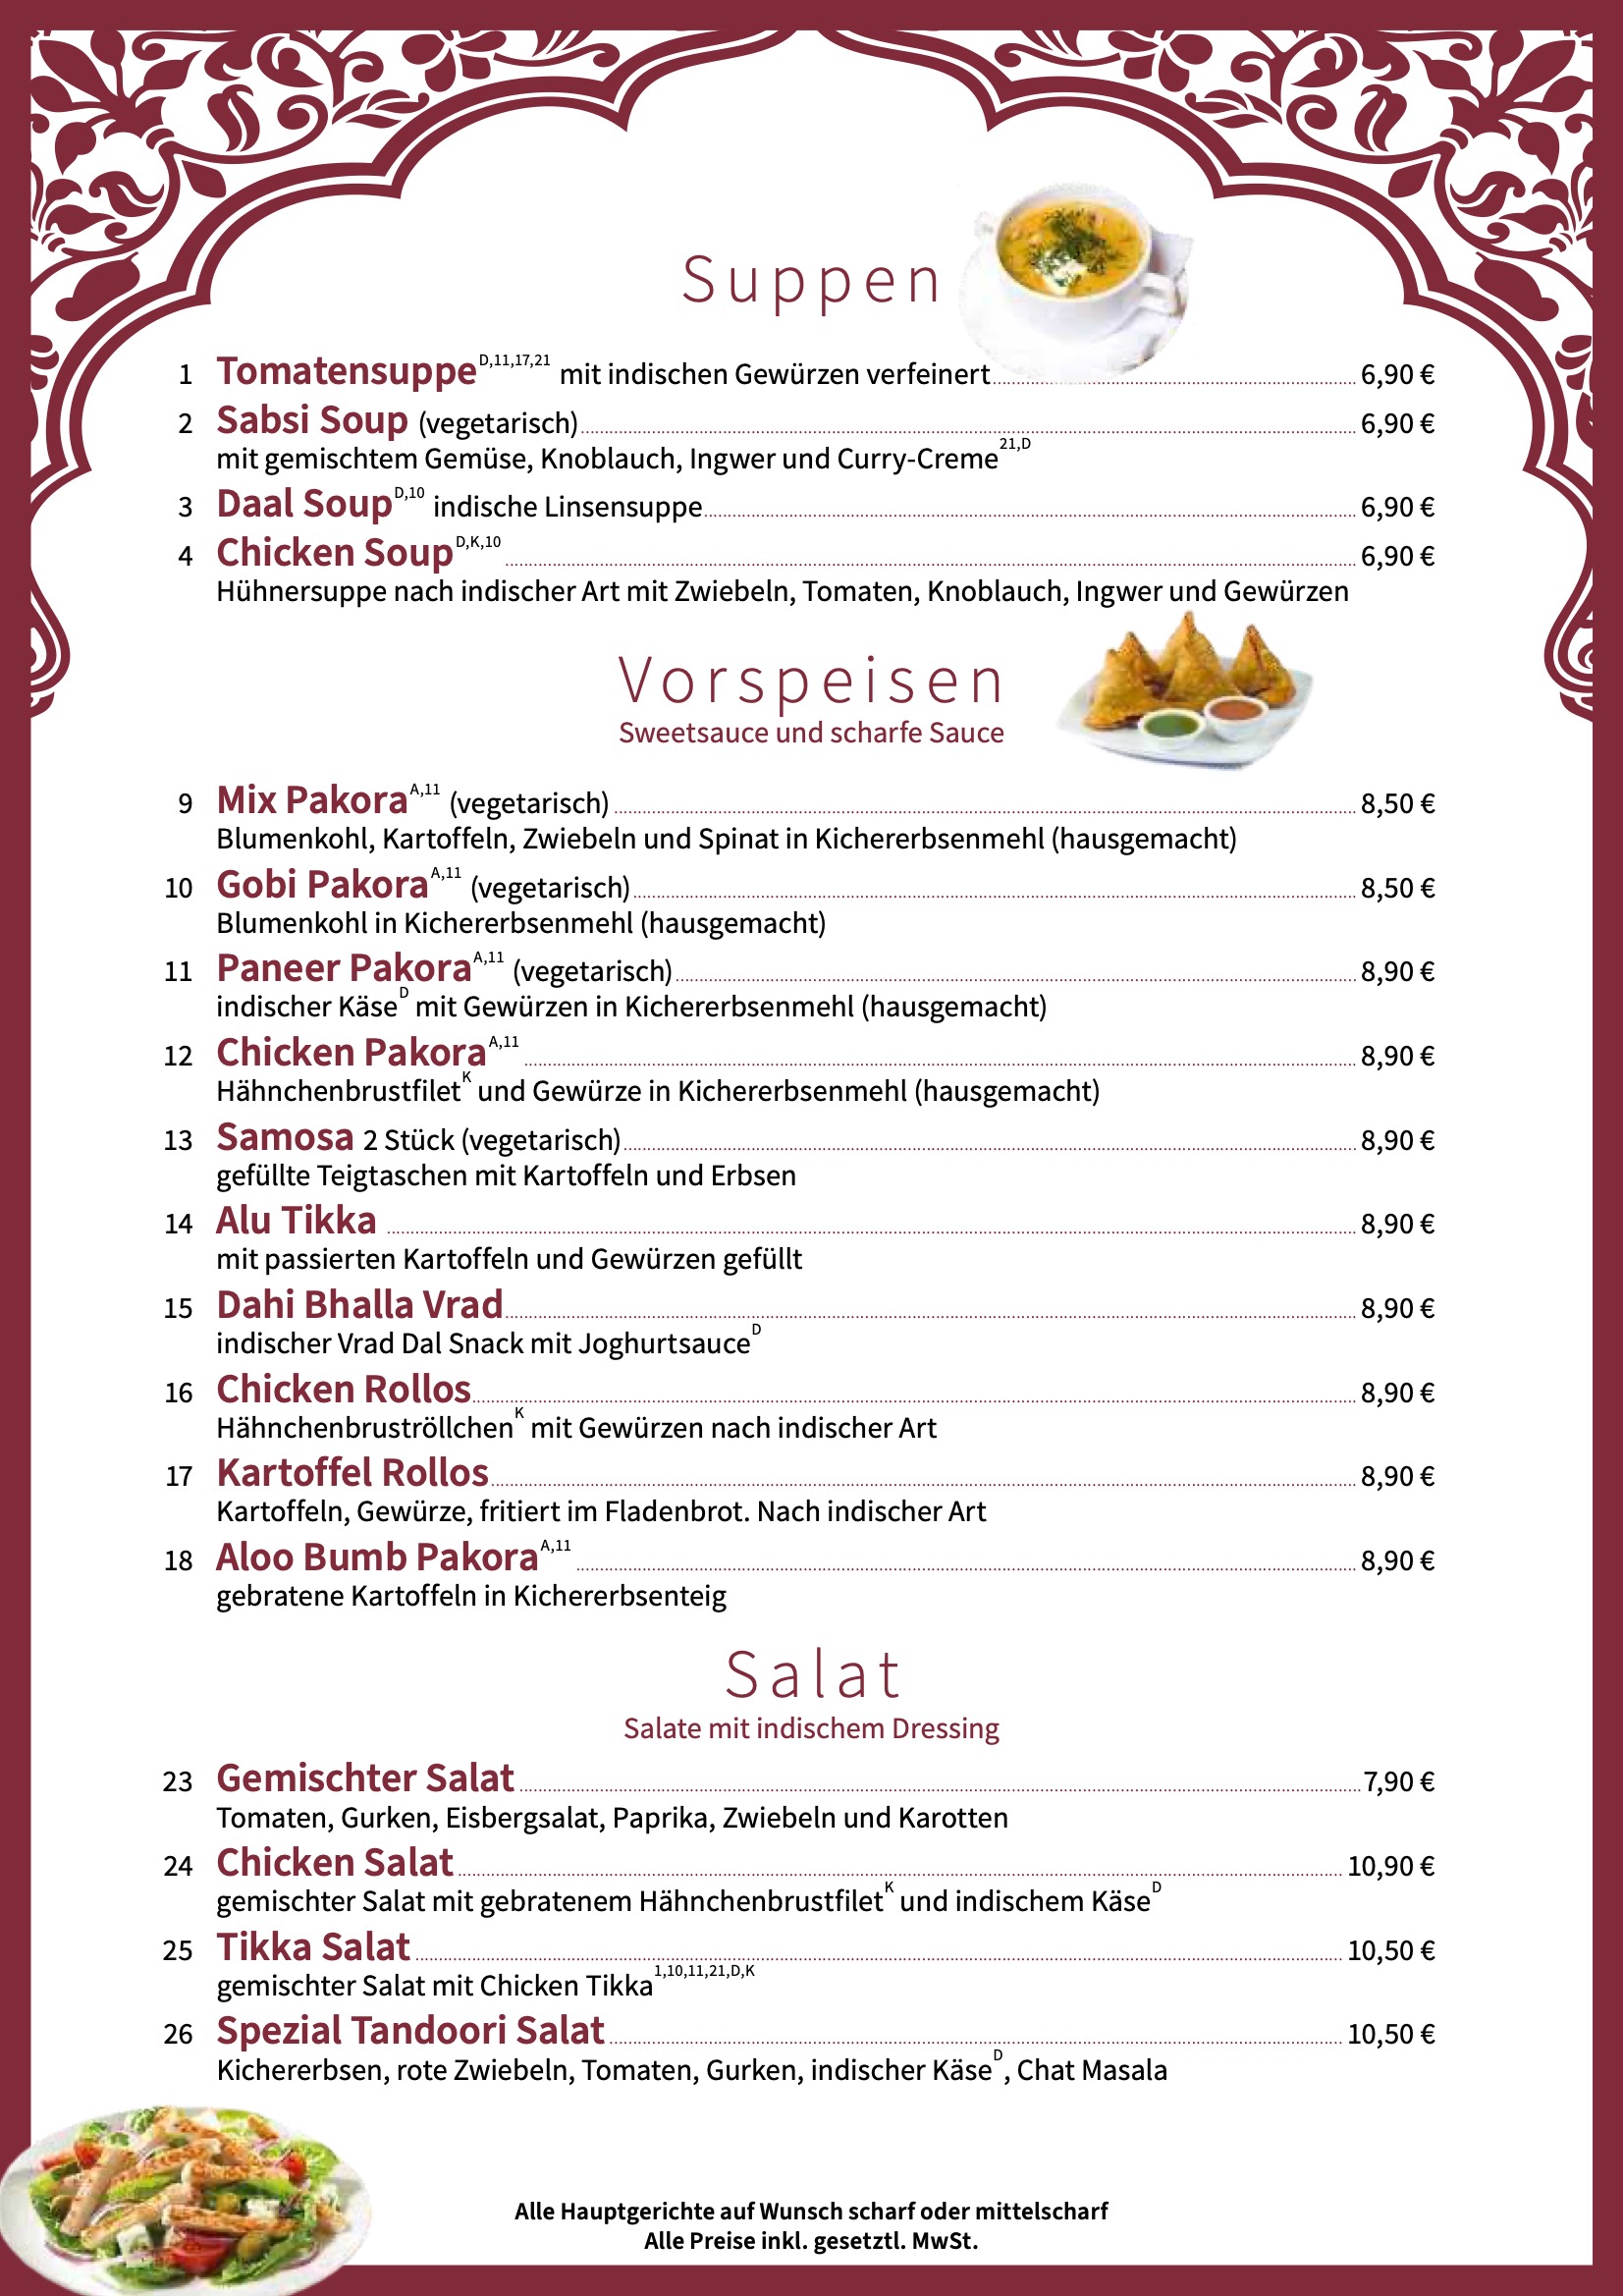 Suppen
1 Tomatensuppe D,11,17,21 mit indischen Gewürzen verfeinert 6,90 €
2 Sabsi Soup (vegetarisch) 6,90 €
mit gemischtem Gemüse, Knoblauch, Ingwer und Curry-Creme 21,D
3 Daal Soup D,10 indische Linsensuppe 6,90 €
4 Chicken Soup D,K,10 6,90 €
Hühnersuppe nach indischer Art mit Zwiebeln, Tomaten, Knoblauch, Ingwer und Gewürzen
Vorspeisen
Sweetsauce und scharfe Sauce
9 Mix Pakora A,11 (vegetarisch) 8,50 €
Blumenkohl, Kartoffeln, Zwiebeln und Spinat in Kichererbsenmehl (hausgemacht)
10 Gobi Pakora A,11 (vegetarisch) 8,50 €
Blumenkohl in Kichererbsenmehl (hausgemacht)
11 Paneer Pakora A,11 (vegetarisch) 8,90 €
indischer Käse D mit Gewürzen in Kichererbsenmehl (hausgemacht)
12 Chicken Pakora A,11 8,90 €
Hähnchenbrustfilet K und Gewürze in Kichererbsenmehl (hausgemacht)
13 Samosa 2 Stück (vegetarisch) 8,90 €
gefüllte Teigtaschen mit Kartoffeln und Erbsen
14 Alu Tikka 8,90 €
mit passierten Kartoffeln und Gewürzen gefüllt
15 Dahi Bhalla Vrad 8,90 €
indischer Vrad Dal Snack mit Joghurtsauce D
16 Chicken Rollos 8,90 €
Hähnchenbruströllchen K mit Gewürzen nach indischer Art
17 Kartoffel Rollos 8,90 €
Kartoffeln, Gewürze, fritiert im Fladenbrot. Nach indischer Art
18 Aloo Bumb Pakora A,11 8,90 €
gebratene Kartoffeln in Kichererbsenteig
Salat
Salate mit indischem Dressing
23 Gemischter Salat 7,90 €
Tomaten, Gurken, Eisbergsalat, Paprika, Zwiebeln und Karotten
24 Chicken Salat 10,90 €
gemischter Salat mit gebratenem Hähnchenbrustfilet K und indischem Käse D
25 Tikka Salat 10,50 €
gemischter Salat mit Chicken Tikka 1,10,11,21,D,K
26 Spezial Tandoori Salat 10,50 €
Kichererbsen, rote Zwiebeln, Tomaten, Gurken, indischer Käse D, Chat Masala
Alle Hauptgerichte auf Wunsch scharf oder mittelscharf
Alle Preise inkl. gesetztl. MwSt.